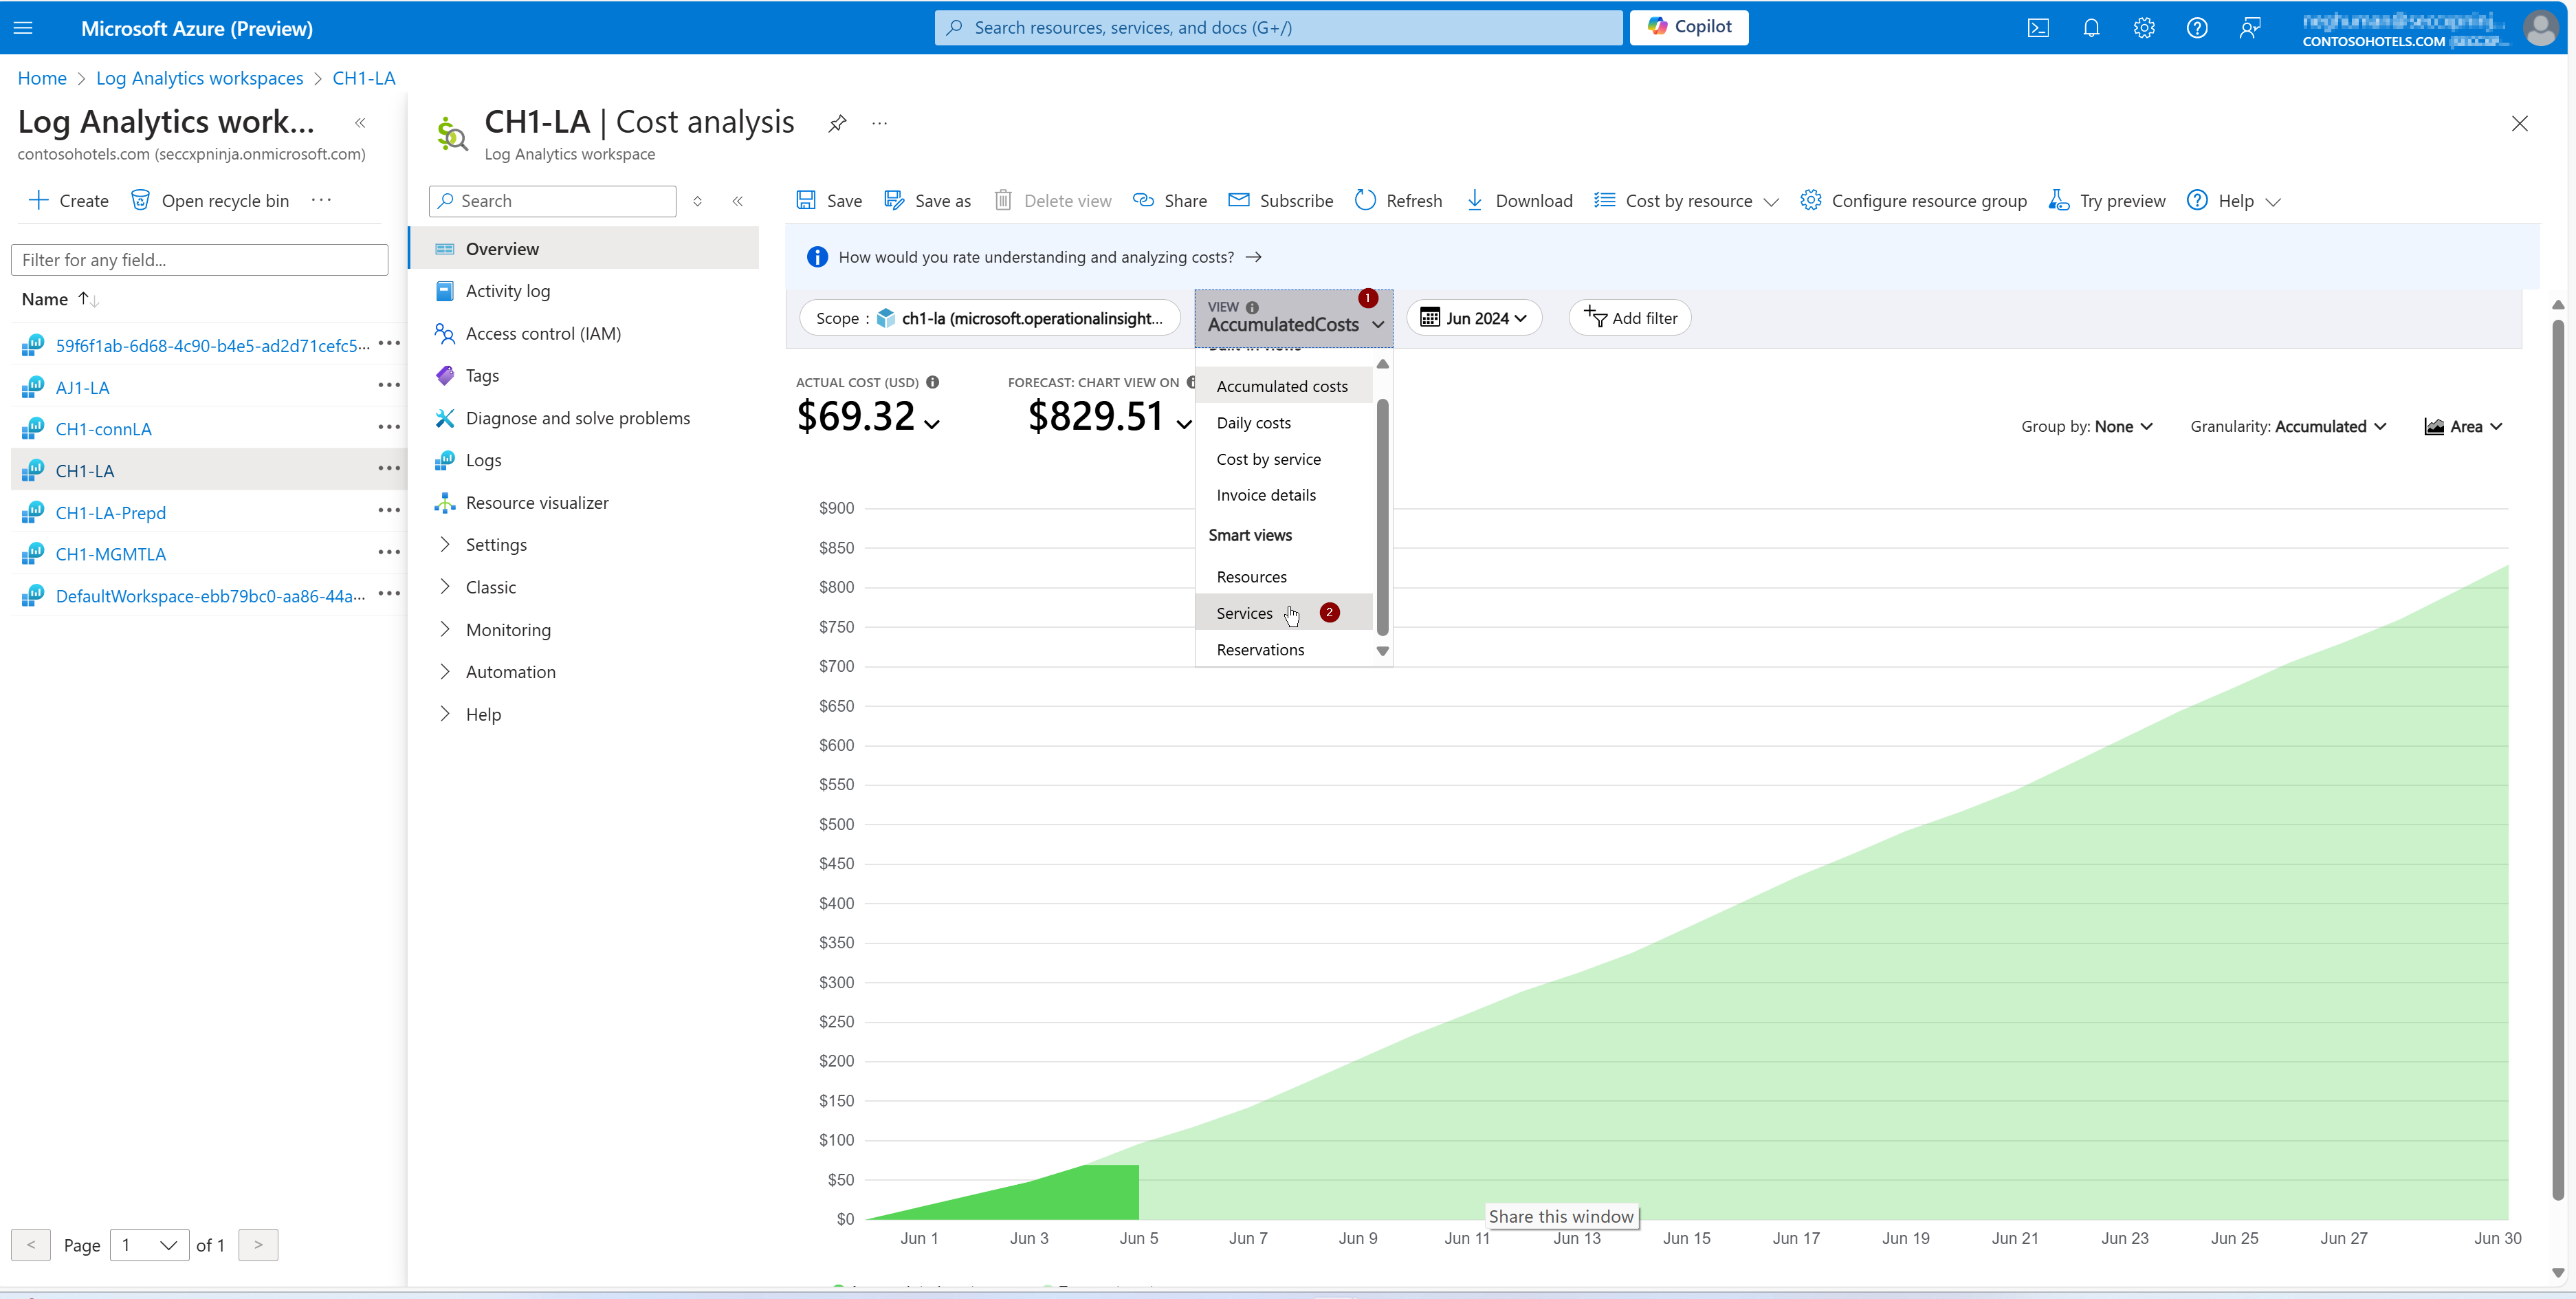 Microsoft Azure (Preview)
Search resources, services, and docs (G+/)
Copilot
CONTOSOHOTELS.COM
Home > Log Analytics workspaces > CH1-LA
Log Analytics work...
contosohotels.com (seccxpninja.onmicrosoft.com)
Create
Open recycle bin
Filter for any field...
Name
59f6f1ab-6d68-4c90-b4e5-ad2d71cefc5...
AJ1-LA
CH1-connLA
CH1-LA
CH1-LA-Prepd
CH1-MGMTLA
DefaultWorkspace-ebb79bc0-aa86-44a...
< Page 1 of 1 >
CH1-LA | Cost analysis
Log Analytics workspace
Search
Overview
Activity log
Access control (IAM)
Tags
Diagnose and solve problems
Logs
Resource visualizer
Settings
Classic
Monitoring
Automation
Help
Save
Save as
Delete view
Share
Subscribe
Refresh
Download
Cost by resource
Configure resource group
Try preview
Help
How would you rate understanding and analyzing costs?
Scope : ch1-la (microsoft.operationalinsight...
VIEW
1
AccumulatedCosts
Jun 2024
Add filter
Built-in views
Accumulated costs
Daily costs
Cost by service
Invoice details
Smart views
Resources
Services
2
Reservations
ACTUAL COST (USD)
$69.32
FORECAST: CHART VIEW ON
$829.51
Group by: None
Granularity: Accumulated
Area
$900
$850
$800
$750
$700
$650
$600
$550
$500
$450
$400
$350
$300
$250
$200
$150
$100
$50
$0
Share this window
Jun 1
Jun 3
Jun 5
Jun 7
Jun 9
Jun 11
Jun 13
Jun 15
Jun 17
Jun 19
Jun 21
Jun 23
Jun 25
Jun 27
Jun 30